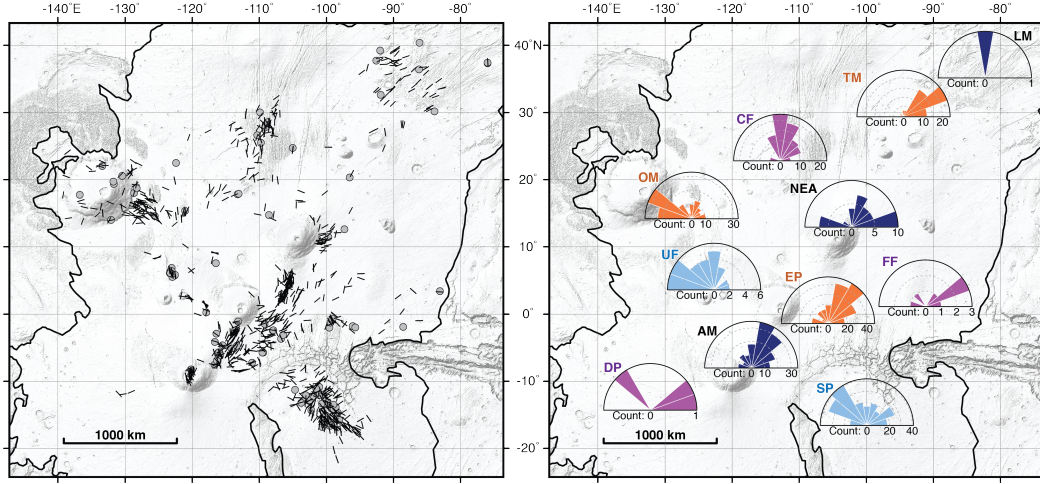 -140°E -130° -120° -110° -100° -90° -80°
-140°E -130° -120° -110° -100° -90° -80°
40°N
30°
20°
10°
0°
-10°
-20°
1000 km
LM
Count: 0 1
TM
Count: 0 10 20
CF
Count: 0 10 20
OM
Count: 0 10 30
NEA
Count: 0 5 10
UF
Count: 0 2 6
EP
Count: 0 20 40
FF
Count: 0 1 2 3
AM
Count: 0 10 30
DP
Count: 0 1
SP
Count: 0 20 40
1000 km